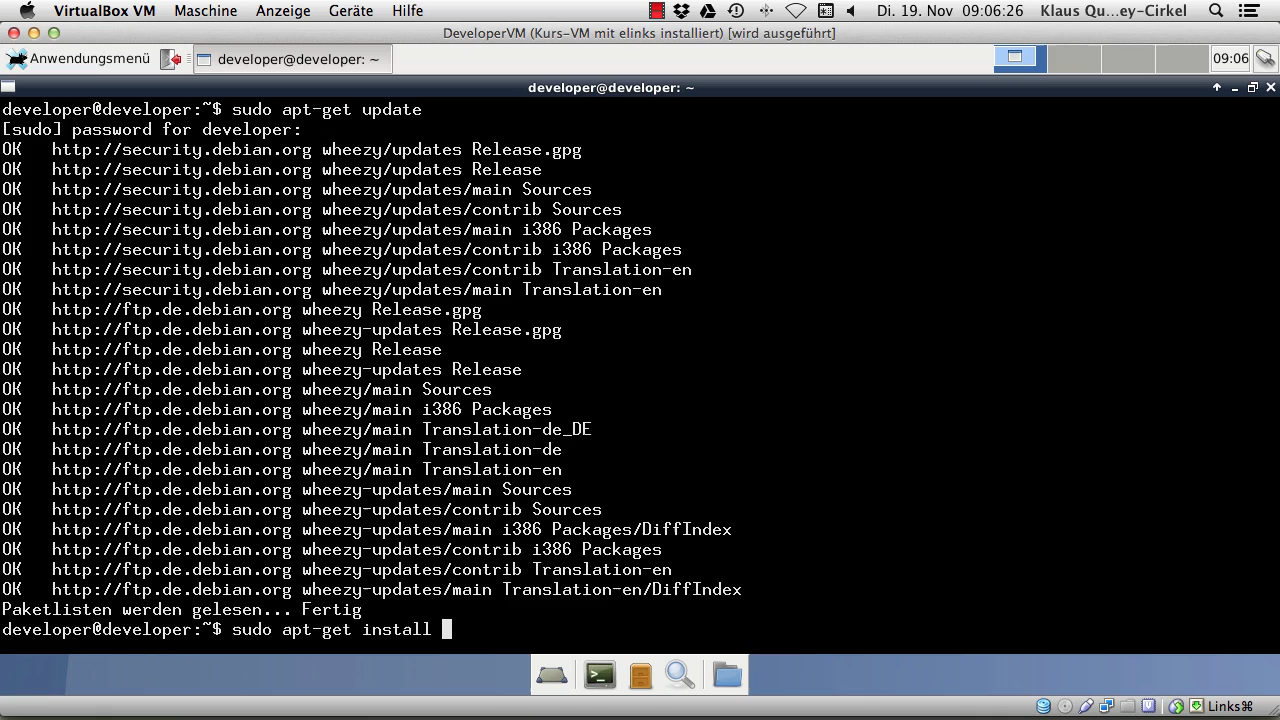 VirtualBox VM Maschine Anzeige Geräte Hilfe Di. 19. Nov 09:06:26 Klaus Qu...ey-Cirkel
DeveloperVM (Kurs-VM mit elinks installiert) [wird ausgeführt]
Anwendungsmenü developer@developer: ~ 09:06
developer@developer: ~
developer@developer:~$ sudo apt-get update
[sudo] password for developer:
OK http://security.debian.org wheezy/updates Release.gpg
OK http://security.debian.org wheezy/updates Release
OK http://security.debian.org wheezy/updates/main Sources
OK http://security.debian.org wheezy/updates/contrib Sources
OK http://security.debian.org wheezy/updates/main i386 Packages
OK http://security.debian.org wheezy/updates/contrib i386 Packages
OK http://security.debian.org wheezy/updates/contrib Translation-en
OK http://security.debian.org wheezy/updates/main Translation-en
OK http://ftp.de.debian.org wheezy Release.gpg
OK http://ftp.de.debian.org wheezy-updates Release.gpg
OK http://ftp.de.debian.org wheezy Release
OK http://ftp.de.debian.org wheezy-updates Release
OK http://ftp.de.debian.org wheezy/main Sources
OK http://ftp.de.debian.org wheezy/main i386 Packages
OK http://ftp.de.debian.org wheezy/main Translation-de_DE
OK http://ftp.de.debian.org wheezy/main Translation-de
OK http://ftp.de.debian.org wheezy/main Translation-en
OK http://ftp.de.debian.org wheezy-updates/main Sources
OK http://ftp.de.debian.org wheezy-updates/contrib Sources
OK http://ftp.de.debian.org wheezy-updates/main i386 Packages/DiffIndex
OK http://ftp.de.debian.org wheezy-updates/contrib i386 Packages
OK http://ftp.de.debian.org wheezy-updates/contrib Translation-en
OK http://ftp.de.debian.org wheezy-updates/main Translation-en/DiffIndex
Paketlisten werden gelesen... Fertig
developer@developer:~$ sudo apt-get install
Links⌘